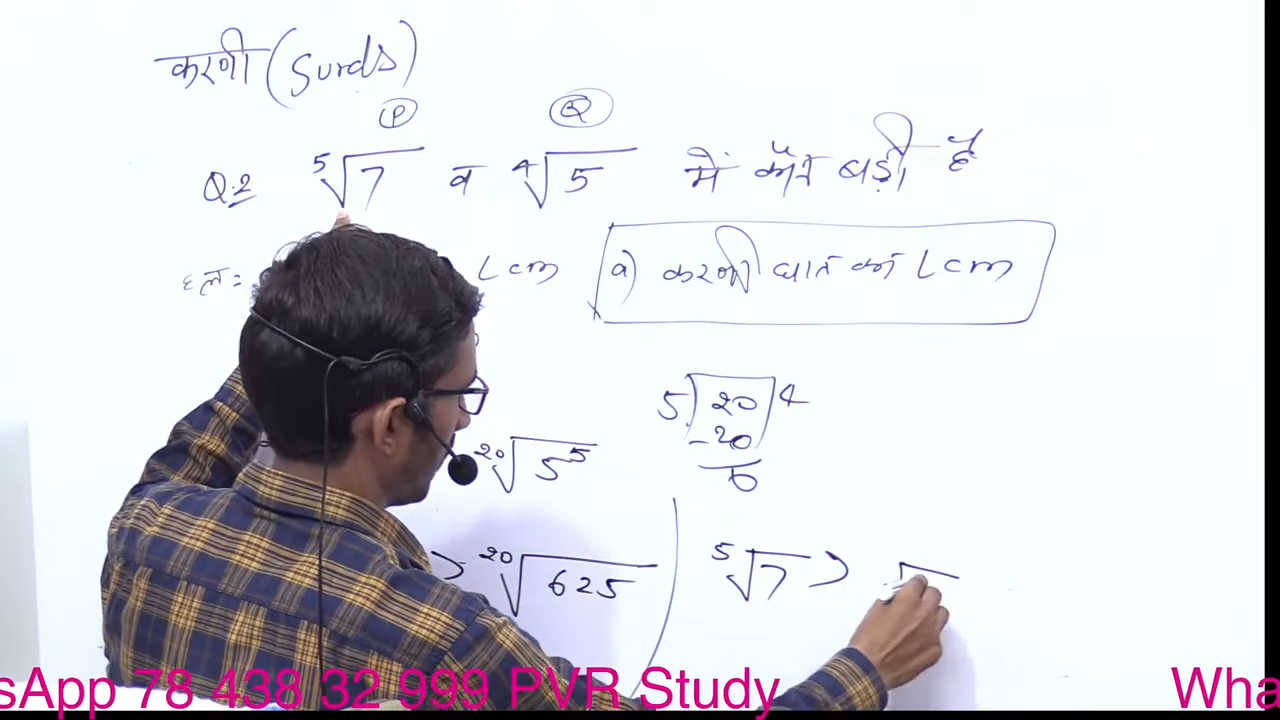 करणी (Surds)
P Q
Q.2 ⁵√7 व ⁴√5 में कौन बड़ी है
हल: Lcm a) करणी घात का Lcm
5)20(4
-20
0
²⁰√5⁵
> ²⁰√625 ⁵√7 > √
sApp 78 438 32 999 PVR Study Wha